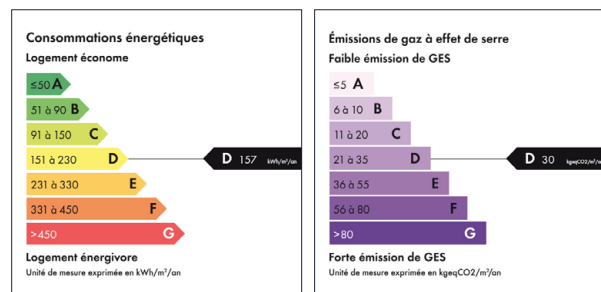 Consommations énergétiques
Logement économe
≤50 A
51 à 90 B
91 à 150 C
151 à 230 D
D 157 kWh/m²/an
231 à 330 E
331 à 450 F
>450 G
Logement énergivore
Unité de mesure exprimée en kWh/m²/an
Émissions de gaz à effet de serre
Faible émission de GES
≤5 A
6 à 10 B
11 à 20 C
21 à 35 D
D 30 kgeqCO2/m²/an
36 à 55 E
56 à 80 F
>80 G
Forte émission de GES
Unité de mesure exprimée en kgeqCO2/m²/an